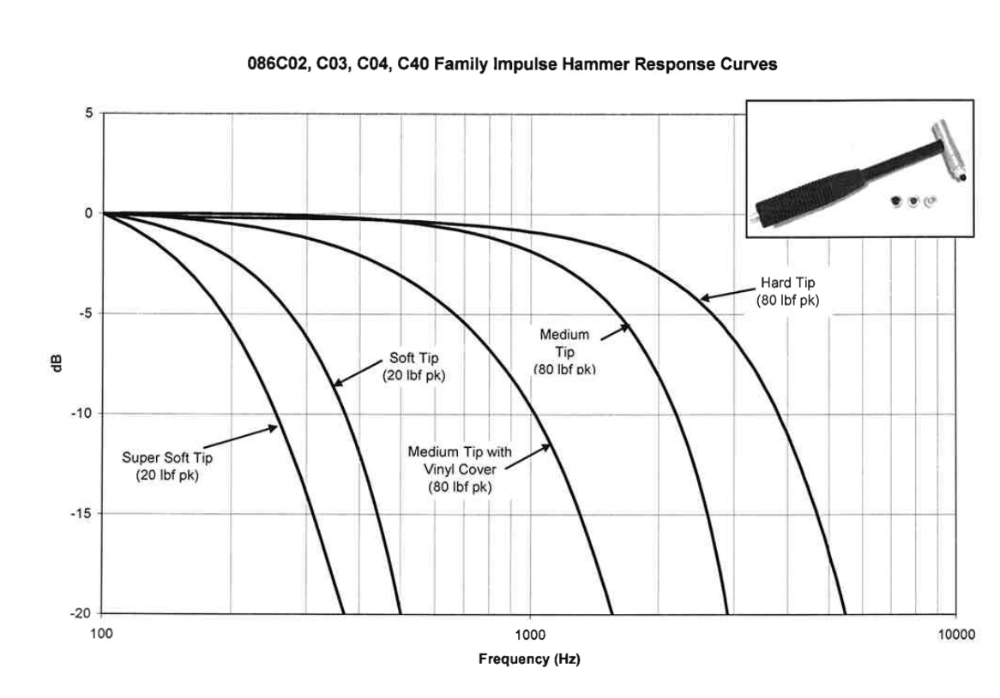 086C02, C03, C04, C40 Family Impulse Hammer Response Curves
5
0
-5
-10
-15
-20
dB
Hard Tip
(80 lbf pk)
Medium
Tip
(80 lbf pk)
Soft Tip
(20 lbf pk)
Medium Tip with
Vinyl Cover
(80 lbf pk)
Super Soft Tip
(20 lbf pk)
100
1000
10000
Frequency (Hz)